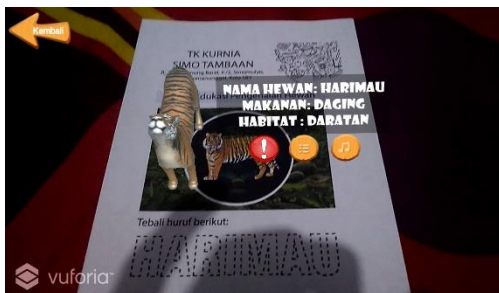 Kembali
TK KURNIA
SIMO TAMBAAN
NAMA HEWAN: HARIMAU
MAKANAN: DAGING
HABITAT : DARATAN
Tebali huruf berikut:
HARIMAU
vuforia